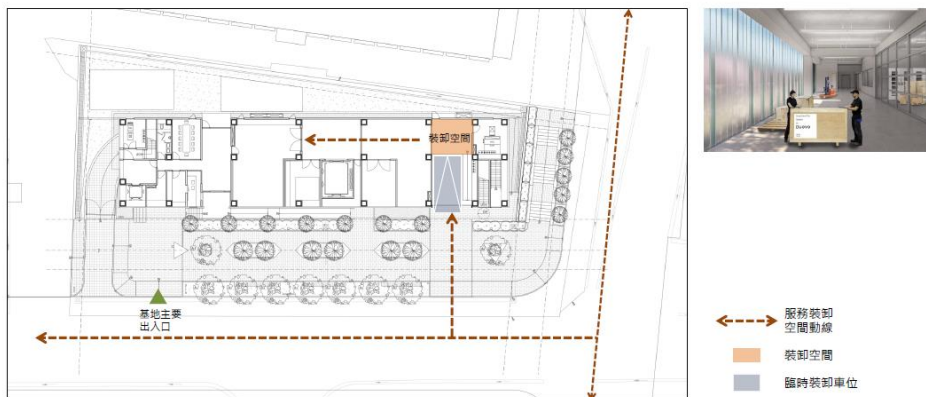 裝卸空間
基地主要
出入口
服務裝卸
空間動線
裝卸空間
臨時裝卸車位